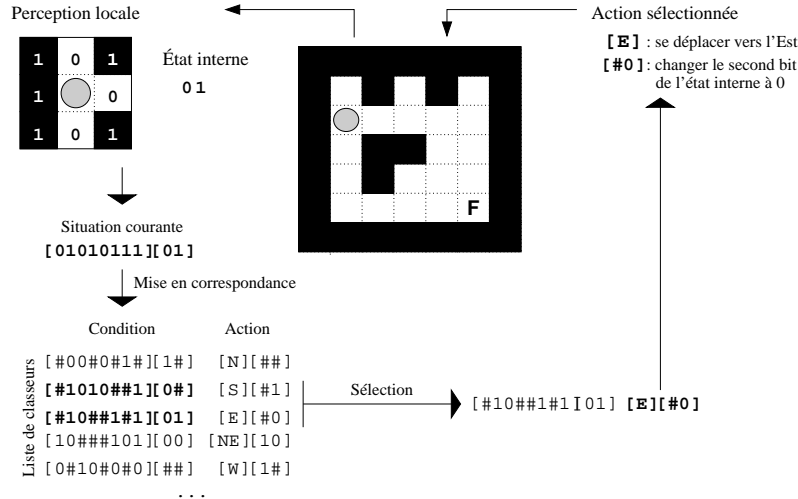 Perception locale
Action sélectionnée
[E] : se déplacer vers l'Est
[#0] : changer le second bit
de l'état interne à 0
1 0 1
1 0
1 0 1
État interne
01
F
Situation courante
[01010111][01]
Mise en correspondance
Condition Action
Liste de classeurs
[#00#0#1#][1#] [N][##]
[#1010##1][0#] [S][#1]
[#10##1#1][01] [E][#0]
[10###101][00] [NE][10]
[0#10#0#0][##] [W][1#]
...
Sélection
[#10##1#1][01] [E][#0]